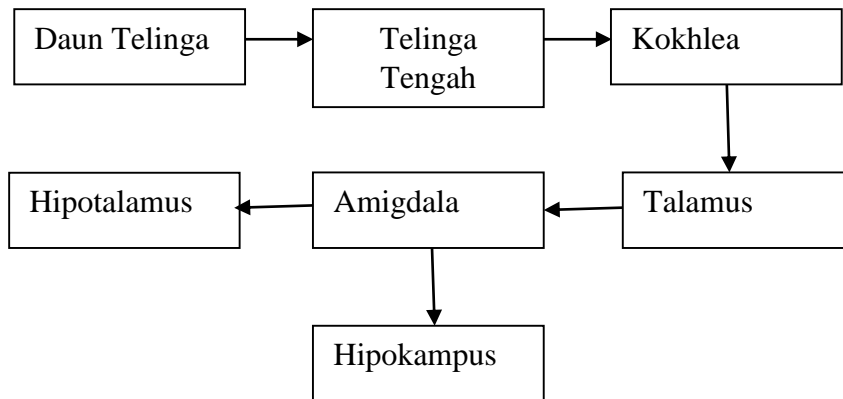 Daun Telinga
Telinga
Tengah
Kokhlea
Hipotalamus
Amigdala
Talamus
Hipokampus